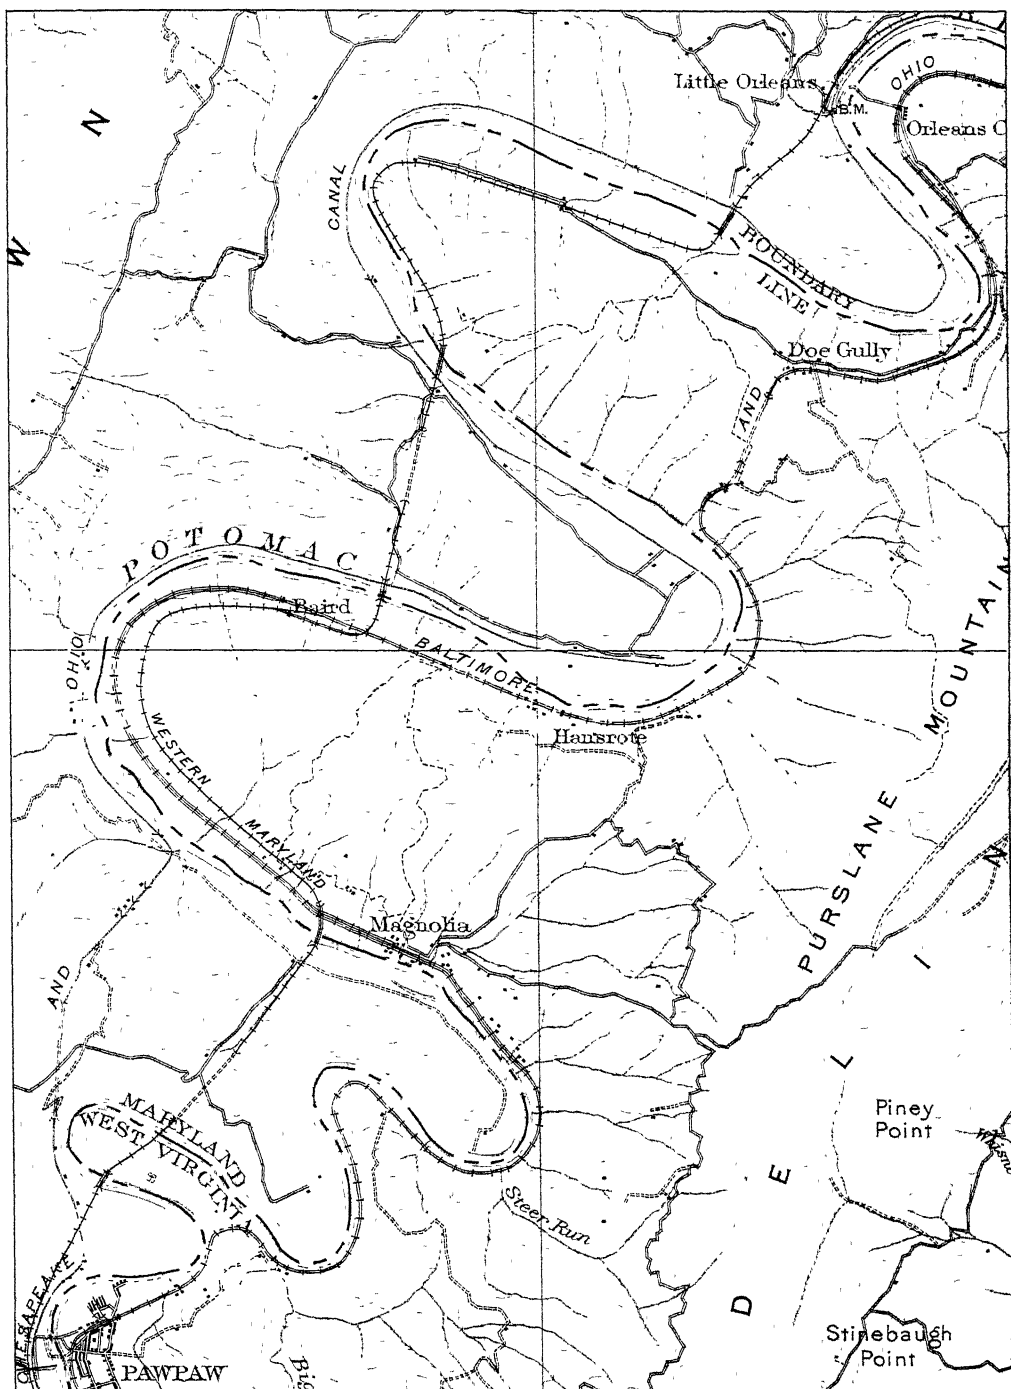 Little Orleans
OHIO
B.M.
Orleans C
N
W
CANAL
BOUNDARY
LINE
Doe Gully
AND
POTOMAC
Baird
OHIO
BALTIMORE
MOUNTAIN
Hansrote
WESTERN
MARYLAND
PURSLANE
N
I
Magnolia
AND
L
MARYLAND
WEST VIRGINIA
Piney
Point
E
Steer Run
D
CHESAPEAKE
Stinebaugh
Point
PAWPAW
Big